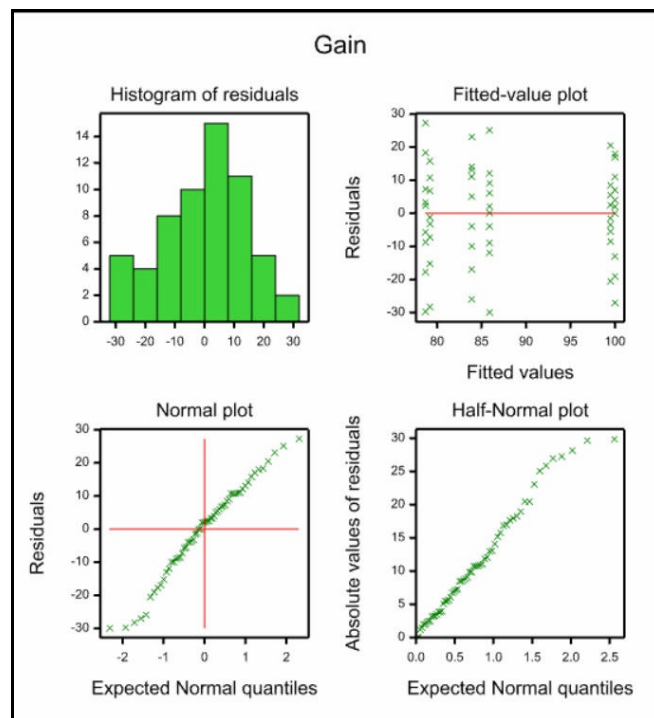 Gain
Histogram of residuals
14
12
10
8
6
4
2
0
-30 -20 -10 0 10 20 30
Fitted-value plot
Residuals
30
20
10
0
-10
-20
-30
80 85 90 95 100
Fitted values
Normal plot
Residuals
30
20
10
0
-10
-20
-30
-2 -1 0 1 2
Expected Normal quantiles
Half-Normal plot
Absolute values of residuals
30
25
20
15
10
5
0
0.0 0.5 1.0 1.5 2.0 2.5
Expected Normal quantiles